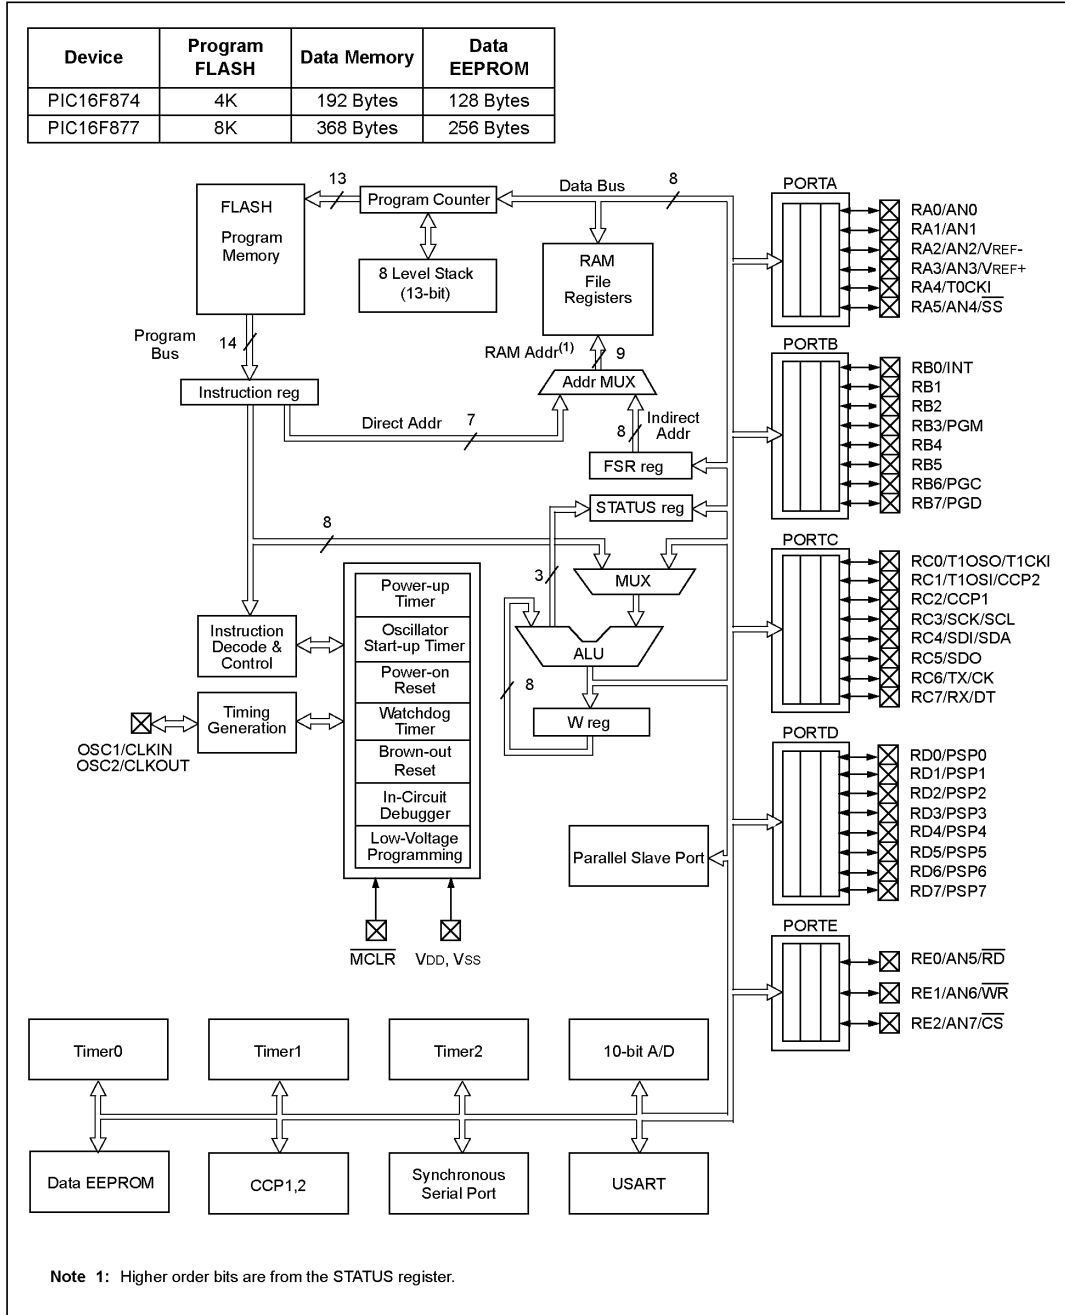 Device Program FLASH Data Memory Data EEPROM
PIC16F874 4K 192 Bytes 128 Bytes
PIC16F877 8K 368 Bytes 256 Bytes
FLASH
Program
Memory
13
Program Counter
8 Level Stack
(13-bit)
Data Bus
8
RAM
File
Registers
Program
Bus
14
Instruction reg
RAM Addr(1)
9
Addr MUX
Direct Addr
7
Indirect
Addr
8
FSR reg
STATUS reg
8
3
MUX
ALU
8
W reg
Instruction
Decode &
Control
Timing
Generation
OSC1/CLKIN
OSC2/CLKOUT
Power-up
Timer
Oscillator
Start-up Timer
Power-on
Reset
Watchdog
Timer
Brown-out
Reset
In-Circuit
Debugger
Low-Voltage
Programming
MCLR
VDD, VSS
Parallel Slave Port
PORTA
RA0/AN0
RA1/AN1
RA2/AN2/VREF-
RA3/AN3/VREF+
RA4/T0CKI
RA5/AN4/SS
PORTB
RB0/INT
RB1
RB2
RB3/PGM
RB4
RB5
RB6/PGC
RB7/PGD
PORTC
RC0/T1OSO/T1CKI
RC1/T1OSI/CCP2
RC2/CCP1
RC3/SCK/SCL
RC4/SDI/SDA
RC5/SDO
RC6/TX/CK
RC7/RX/DT
PORTD
RD0/PSP0
RD1/PSP1
RD2/PSP2
RD3/PSP3
RD4/PSP4
RD5/PSP5
RD6/PSP6
RD7/PSP7
PORTE
RE0/AN5/RD
RE1/AN6/WR
RE2/AN7/CS
Timer0
Timer1
Timer2
10-bit A/D
Data EEPROM
CCP1,2
Synchronous
Serial Port
USART
Note 1: Higher order bits are from the STATUS register.